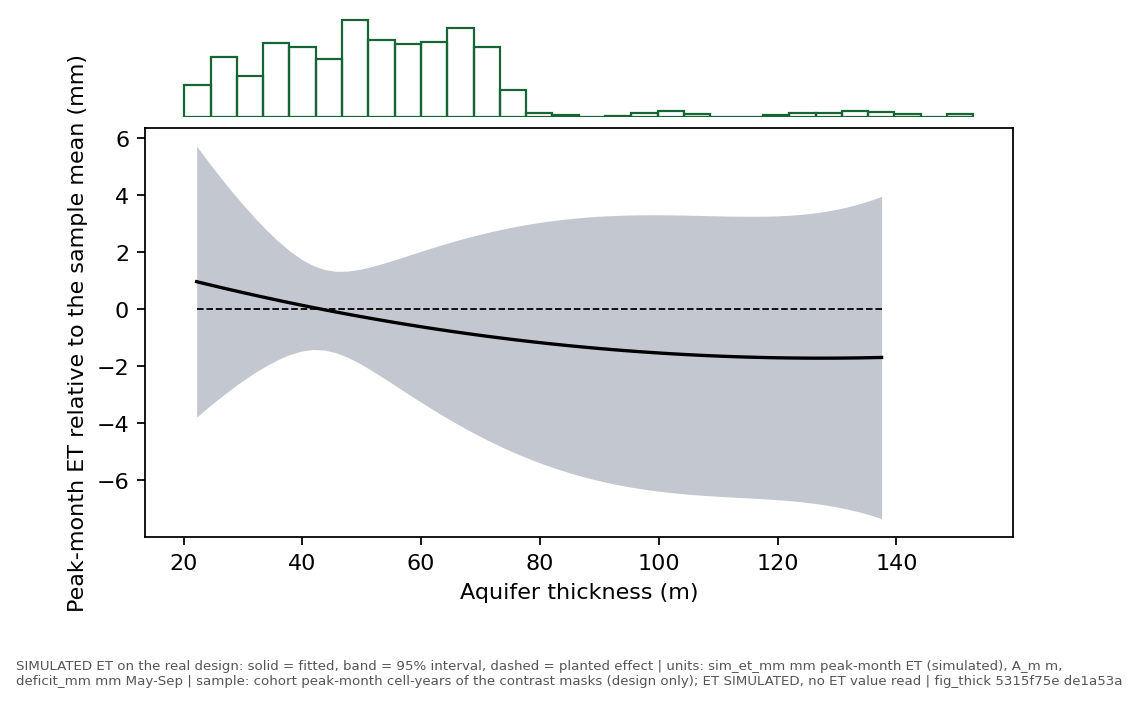 Peak-month ET relative to the sample mean (mm)
6
4
2
0
−2
−4
−6
20 40 60 80 100 120 140
Aquifer thickness (m)
SIMULATED ET on the real design: solid = fitted, band = 95% interval, dashed = planted effect | units: sim_et_mm mm peak-month ET (simulated), A_m m,
deficit_mm mm May-Sep | sample: cohort peak-month cell-years of the contrast masks (design only); ET SIMULATED, no ET value read | fig_thick 5315f75e de1a53a